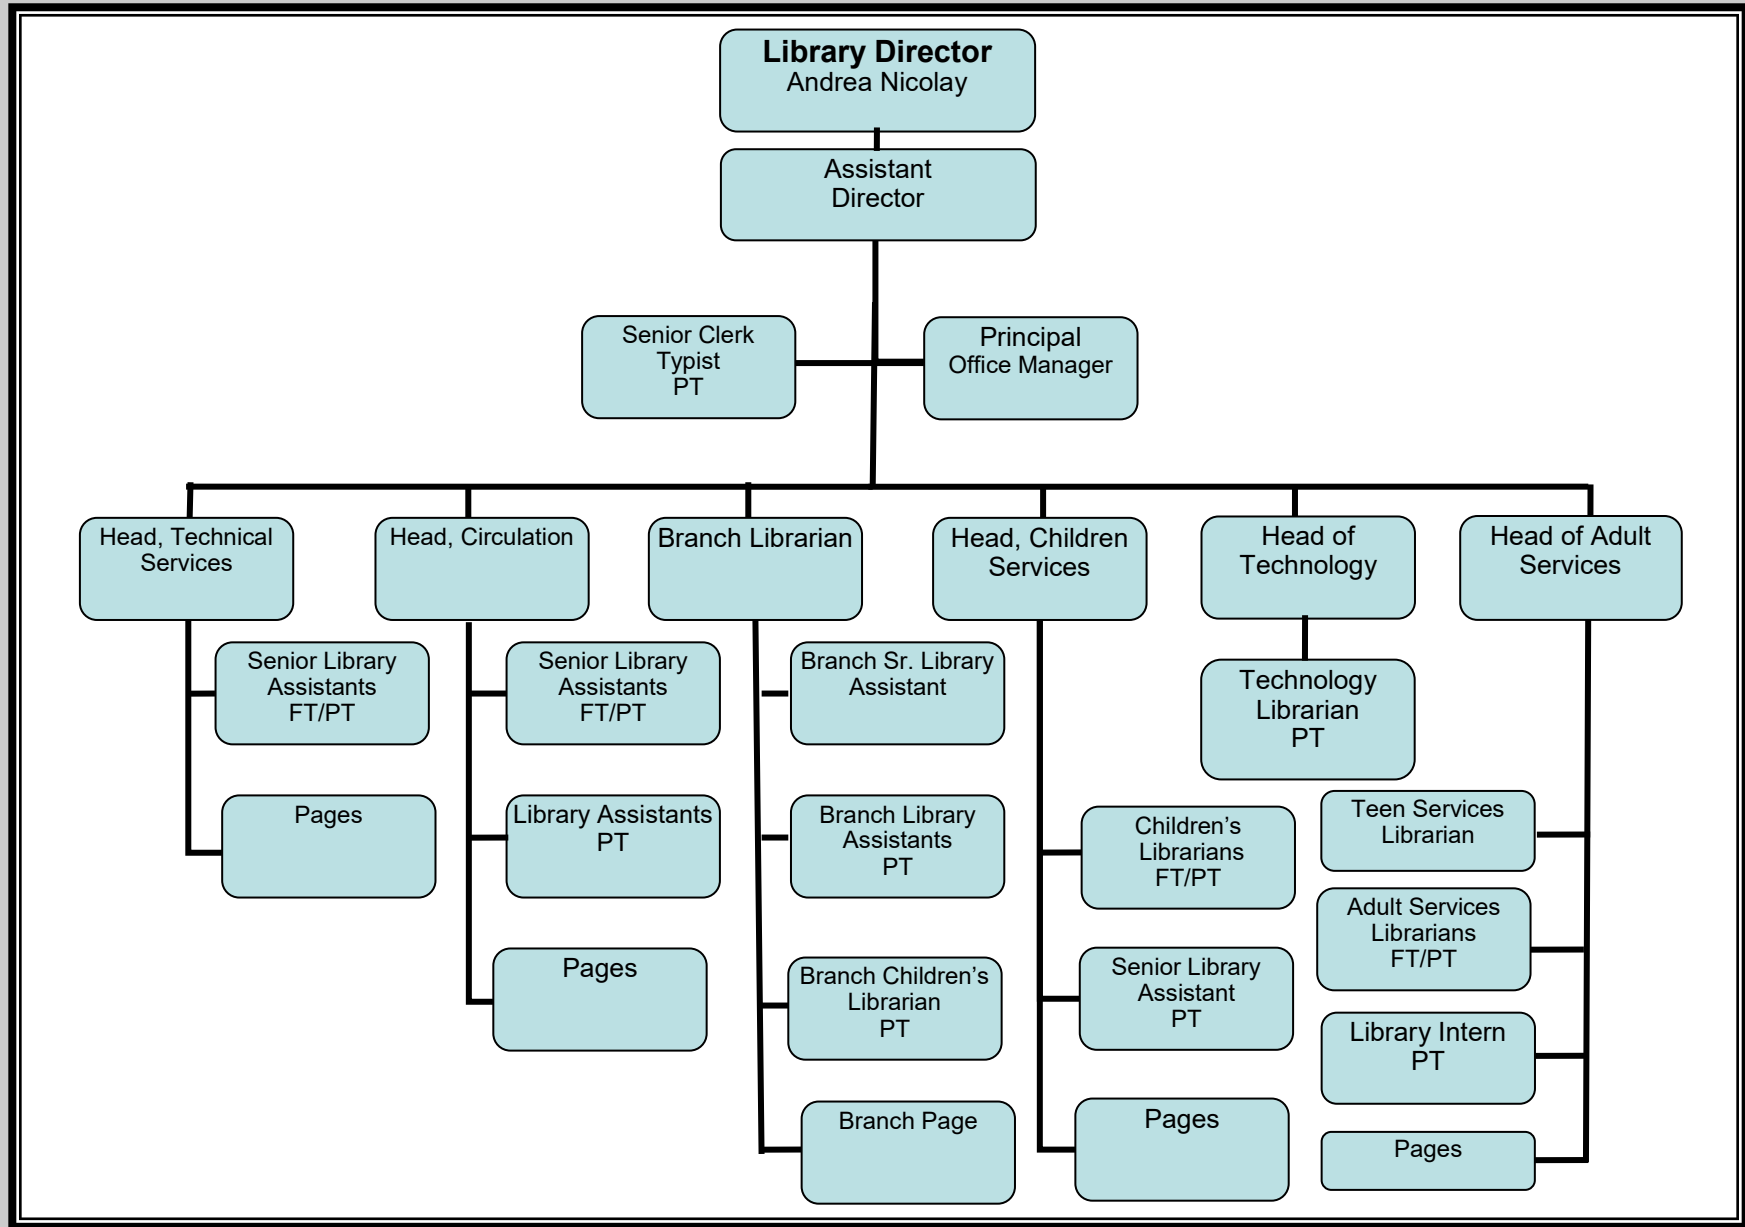 Library Director
Andrea Nicolay
Assistant
Director
Senior Clerk
Typist
PT
Principal
Office Manager
Head, Technical
Services
Head, Circulation
Branch Librarian
Head, Children
Services
Head of
Technology
Head of Adult
Services
Senior Library
Assistants
FT/PT
Pages
Senior Library
Assistants
FT/PT
Library Assistants
PT
Pages
Branch Sr. Library
Assistant
Branch Library
Assistants
PT
Branch Children’s
Librarian
PT
Branch Page
Children’s
Librarians
FT/PT
Senior Library
Assistant
PT
Pages
Technology
Librarian
PT
Teen Services
Librarian
Adult Services
Librarians
FT/PT
Library Intern
PT
Pages